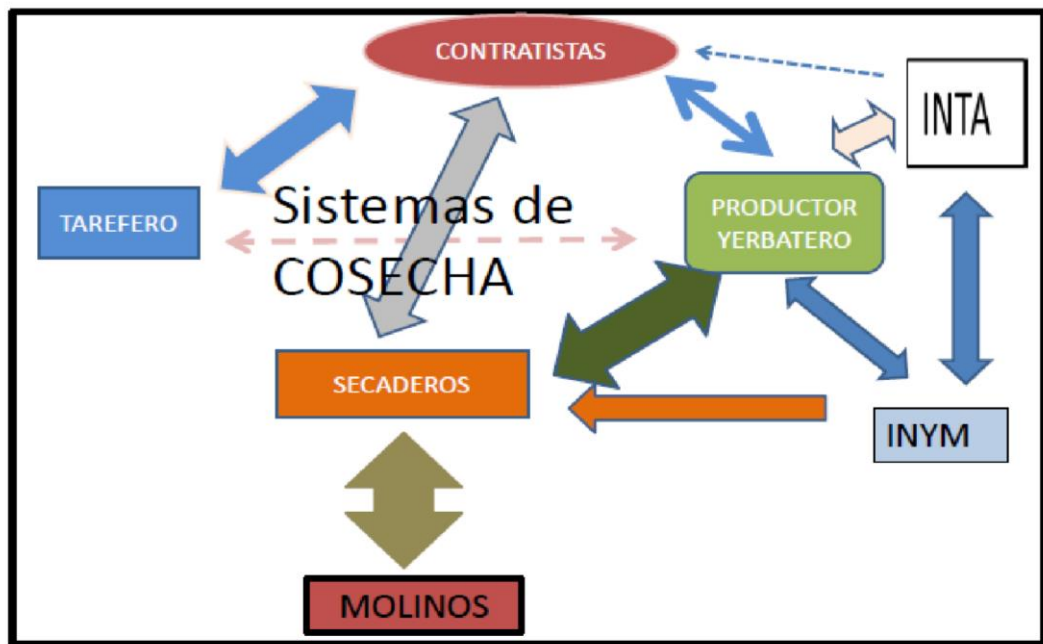 CONTRATISTAS
INTA
TAREFERO
Sistemas de
COSECHA
PRODUCTOR
YERBATERO
SECADEROS
INYM
MOLINOS